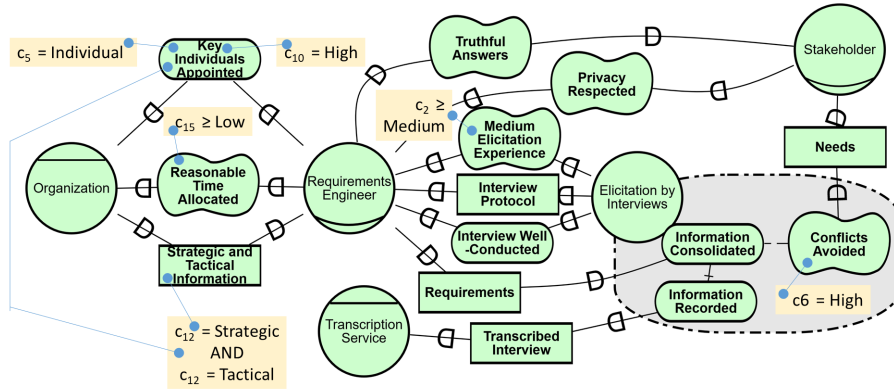 c5 = Individual
Key
Individuals
Appointed
c10 = High
Truthful
Answers
Stakeholder
Privacy
Respected
c2 ≥
Medium
c15 ≥ Low
Medium
Elicitation
Experience
Needs
Organization
Reasonable
Time
Allocated
Requirements
Engineer
Interview
Protocol
Elicitation by
Interviews
Interview Well
-Conducted
Information
Consolidated
Conflicts
Avoided
Strategic and
Tactical
Information
Requirements
Information
Recorded
c6 = High
c12 = Strategic
AND
c12 = Tactical
Transcription
Service
Transcribed
Interview